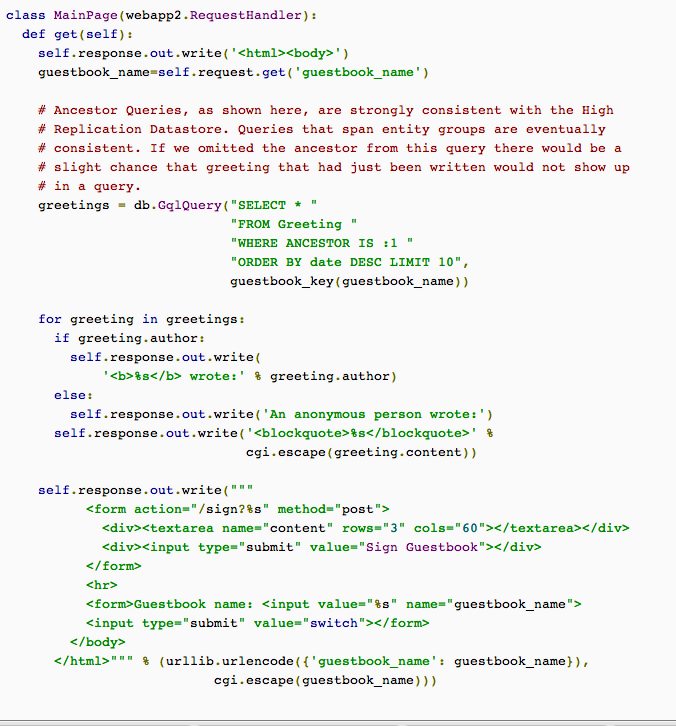 class MainPage(webapp2.RequestHandler):
  def get(self):
    self.response.out.write('<html><body>')
    guestbook_name=self.request.get('guestbook_name')

    # Ancestor Queries, as shown here, are strongly consistent with the High
    # Replication Datastore. Queries that span entity groups are eventually
    # consistent. If we omitted the ancestor from this query there would be a
    # slight chance that greeting that had just been written would not show up
    # in a query.
    greetings = db.GqlQuery("SELECT * "
                            "FROM Greeting "
                            "WHERE ANCESTOR IS :1 "
                            "ORDER BY date DESC LIMIT 10",
                            guestbook_key(guestbook_name))

    for greeting in greetings:
      if greeting.author:
        self.response.out.write(
            '<b>%s</b> wrote:' % greeting.author)
      else:
        self.response.out.write('An anonymous person wrote:')
      self.response.out.write('<blockquote>%s</blockquote>' %
                              cgi.escape(greeting.content))

    self.response.out.write("""
          <form action="/sign?%s" method="post">
            <div><textarea name="content" rows="3" cols="60"></textarea></div>
            <div><input type="submit" value="Sign Guestbook"></div>
          </form>
          <hr>
          <form>Guestbook name: <input value="%s" name="guestbook_name">
          <input type="submit" value="switch"></form>
        </body>
      </html>""" % (urllib.urlencode({'guestbook_name': guestbook_name}),
                          cgi.escape(guestbook_name)))